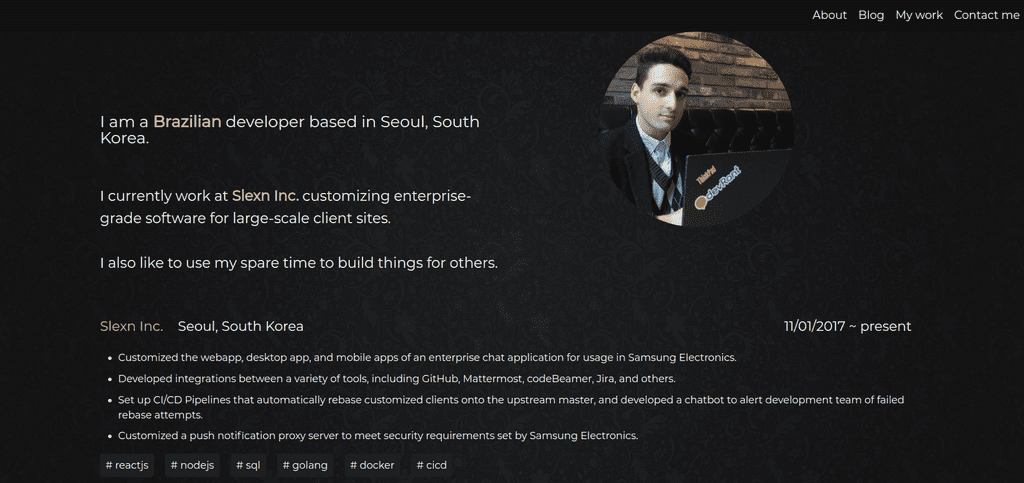 About Blog My work Contact me
I am a Brazilian developer based in Seoul, South
Korea.
ThinkPad
devRant
I currently work at Slexn Inc. customizing enterprise-
grade software for large-scale client sites.
I also like to use my spare time to build things for others.
Slexn Inc. Seoul, South Korea 11/01/2017 ~ present
• Customized the webapp, desktop app, and mobile apps of an enterprise chat application for usage in Samsung Electronics.
• Developed integrations between a variety of tools, including GitHub, Mattermost, codeBeamer, Jira, and others.
• Set up CI/CD Pipelines that automatically rebase customized clients onto the upstream master, and developed a chatbot to alert development team of failed
rebase attempts.
• Customized a push notification proxy server to meet security requirements set by Samsung Electronics.
# reactjs # nodejs # sql # golang # docker # cicd